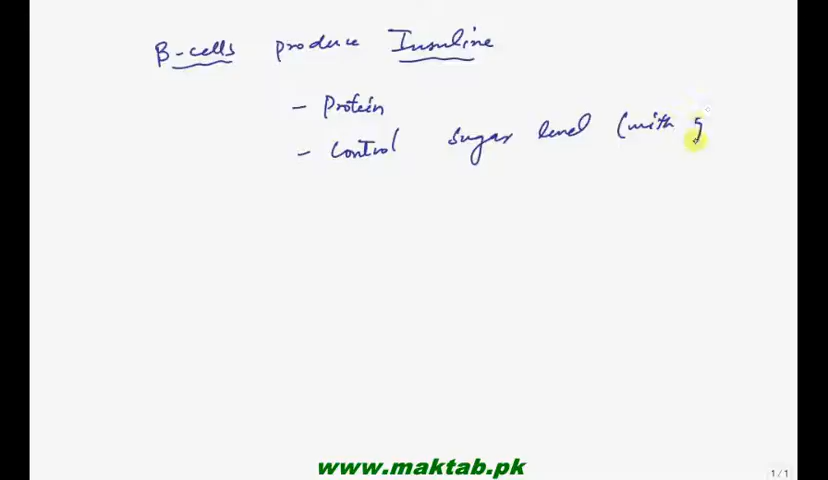 B-cells produce Insuline
- Protein
- Control sugar level (with
www.maktab.pk
1/1